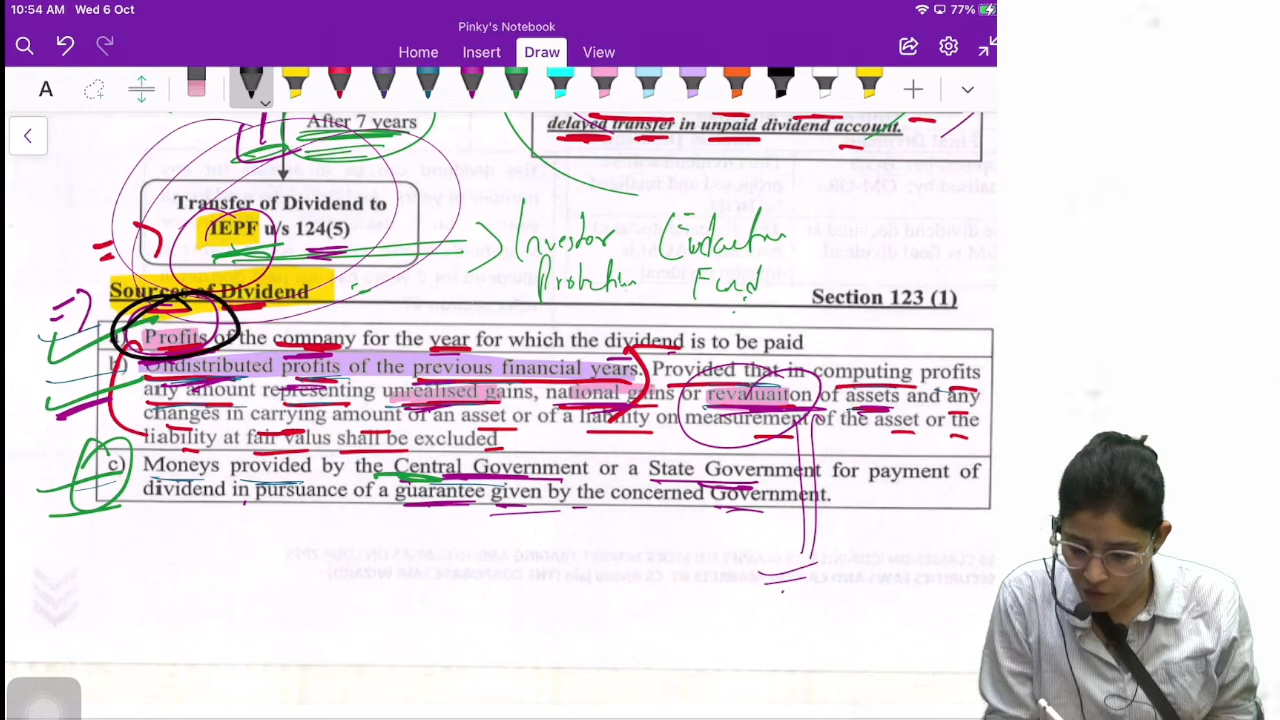 10:54 AM Wed 6 Oct
77%
Pinky's Notebook
Home Insert Draw View
After 7 years
delayed transfer in unpaid dividend account.
Transfer of Dividend to
IEPF u/s 124(5)
Investor
Protection Fund
Sources of Dividend
Section 123 (1)
Profits of the company for the year for which the dividend is to be paid
b) Undistributed profits of the previous financial years. Provided that in computing profits
any amount representing unrealised gains, national gains or revaluaiton of assets and any
changes in carrying amount of an asset or of a liability on measurement of the asset or the
liability at fair valus shall be excluded
c) Moneys provided by the Central Government or a State Government for payment of
dividend in pursuance of a guarantee given by the concerned Government.